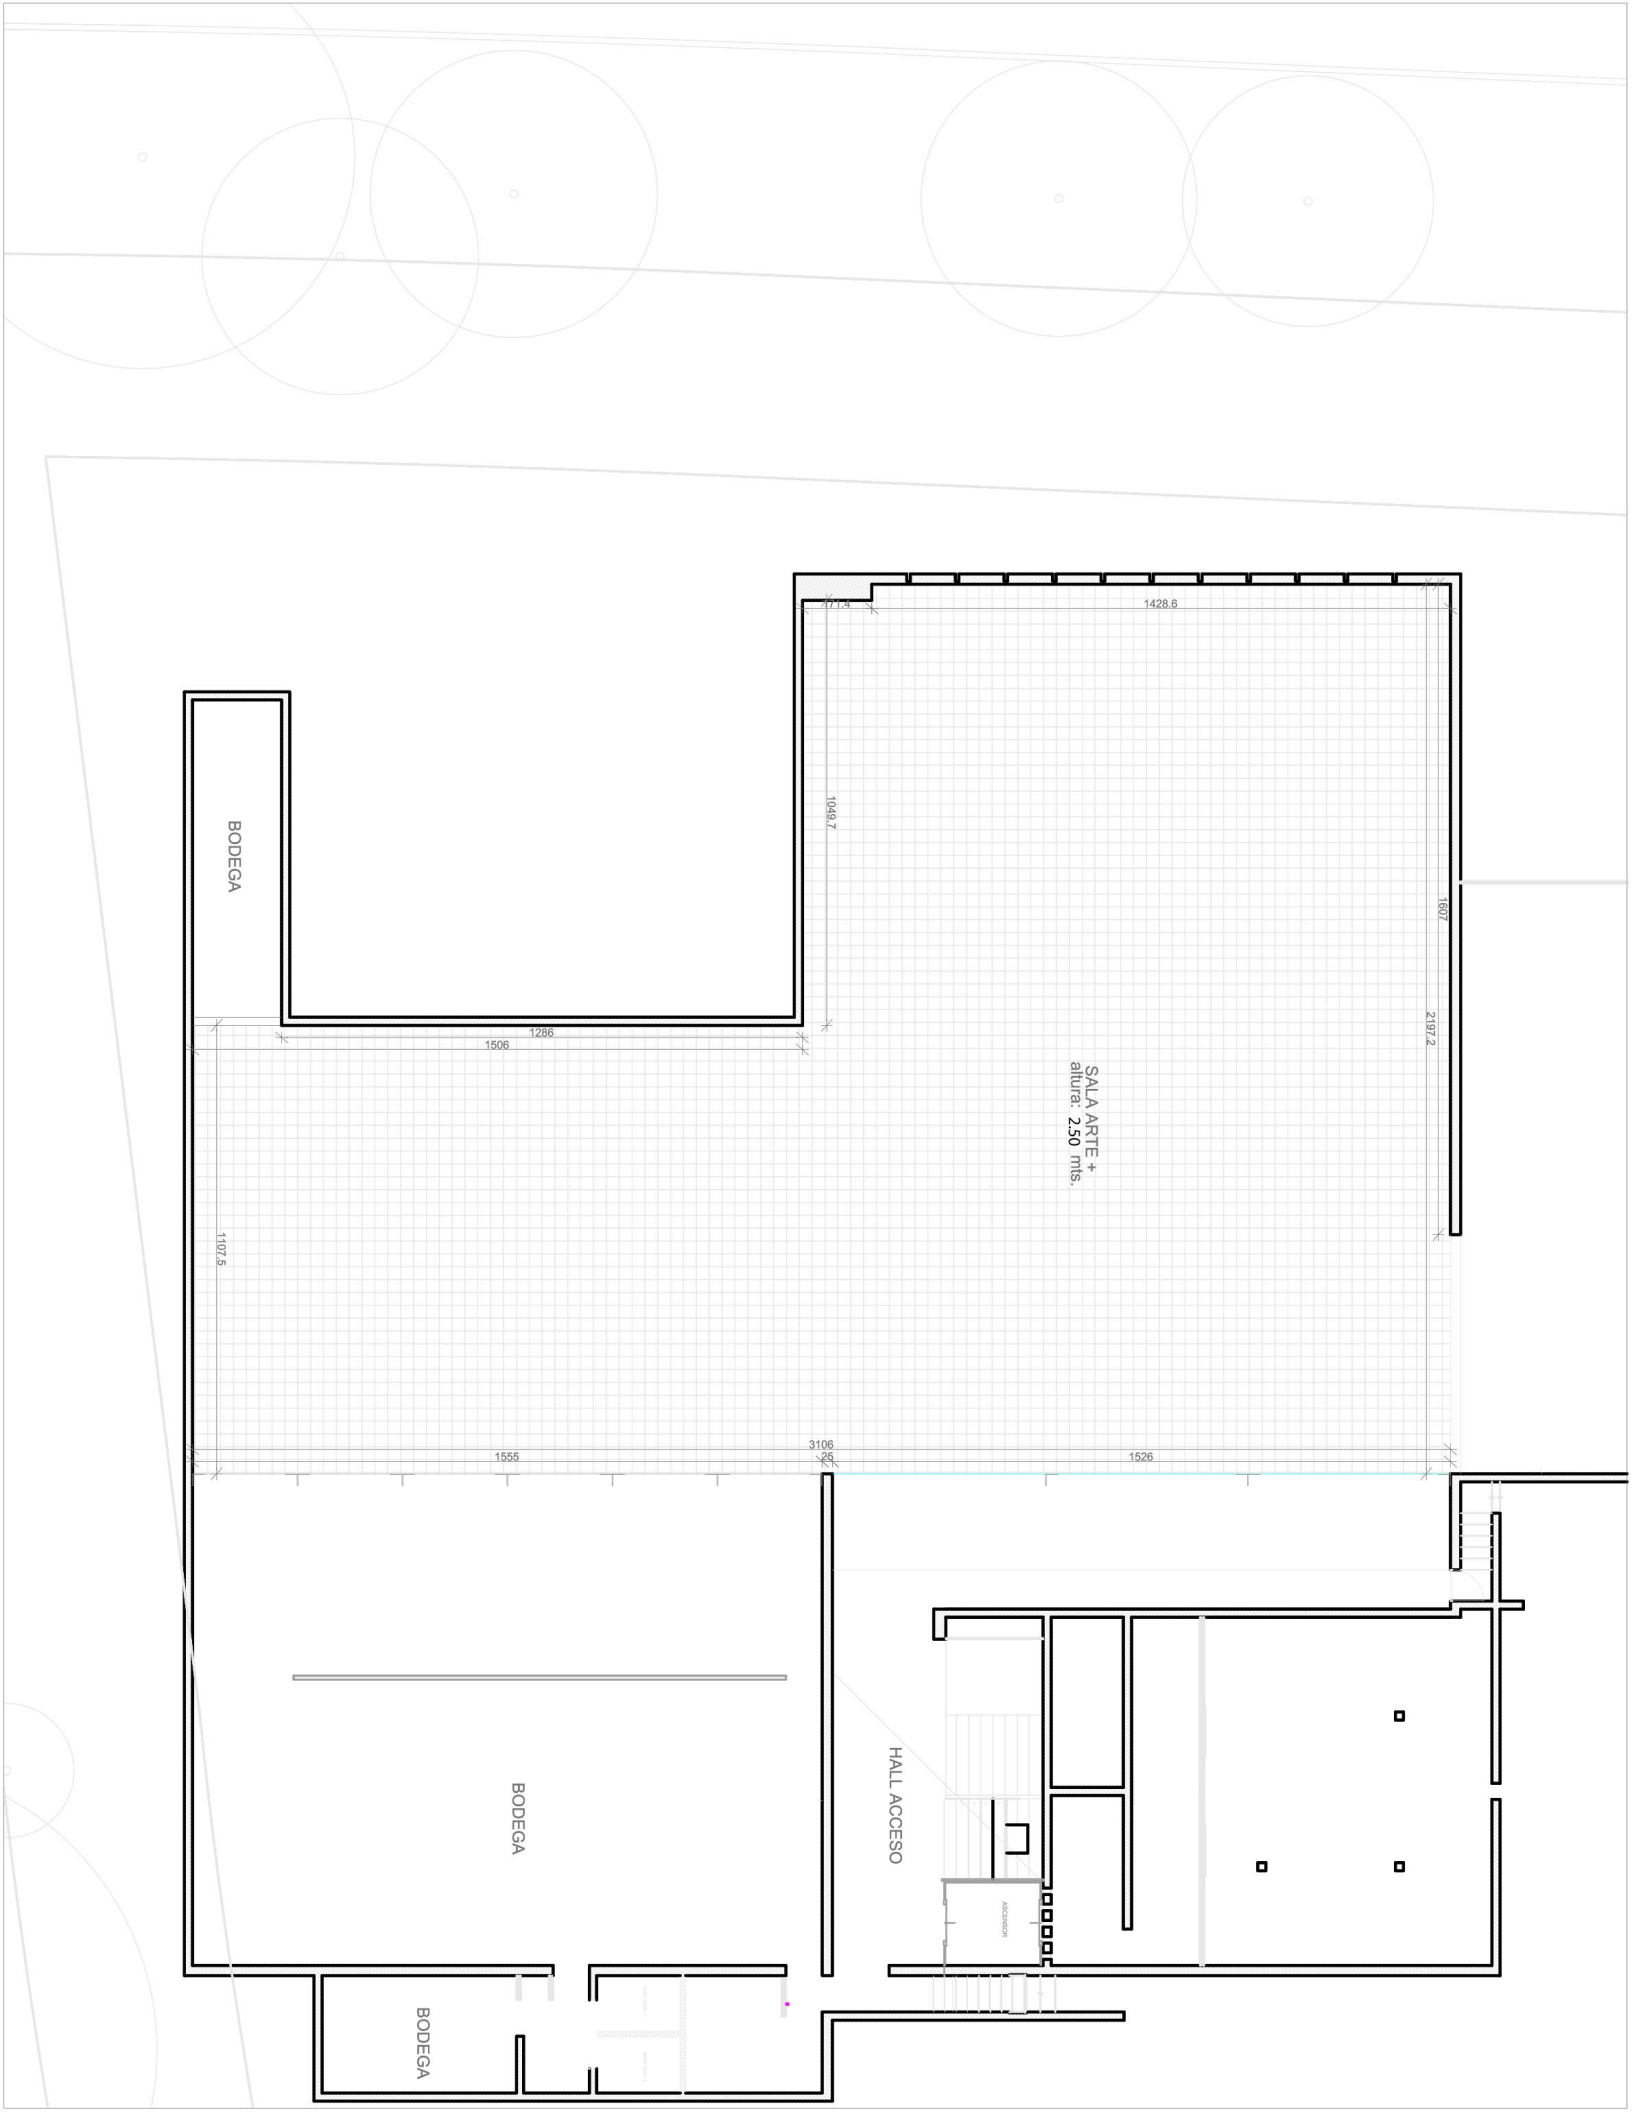 171.4
1428.6
1049.7
1607
2197.2
BODEGA
1286
1506
SALA ARTE +
altura: 2.50 mts.
1107.5
3106
1555
25
1526
HALL ACCESO
BODEGA
ASCENSOR
BODEGA